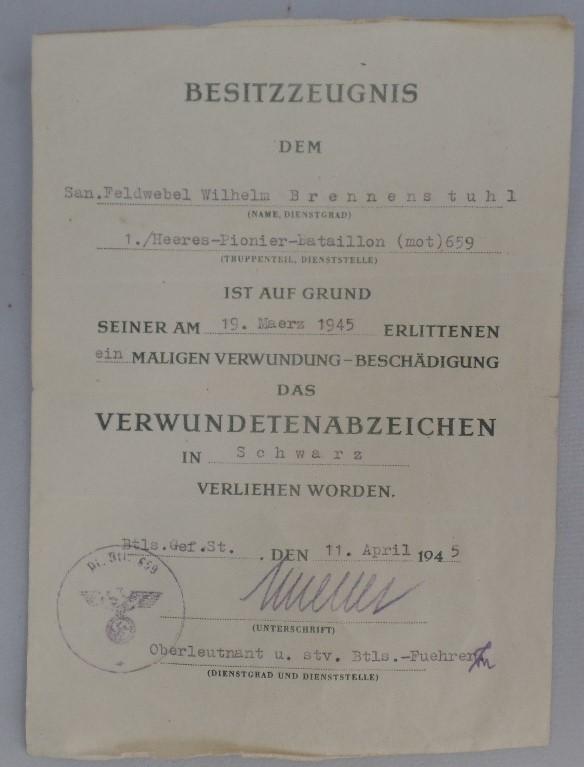 BESITZZEUGNIS
DEM
San.Feldwebel Wilhelm B r e n n e n s t u h l
(NAME, DIENSTGRAD)
1./Heeres-Pionier-Bataillon (mot)659
(TRUPPENTEIL, DIENSTSTELLE)
IST AUF GRUND
SEINER AM 19. Maerz 1945 ERLITTENEN
ein MALIGEN VERWUNDUNG-BESCHÄDIGUNG
DAS
VERWUNDETENABZEICHEN
IN S c h w a r z
VERLIEHEN WORDEN.
Btls.Gef.St. . DEN 11. April 1945
659
(UNTERSCHRIFT)
Oberleutnant u. stv. Btls.-Fuehrer
(DIENSTGRAD UND DIENSTSTELLE)